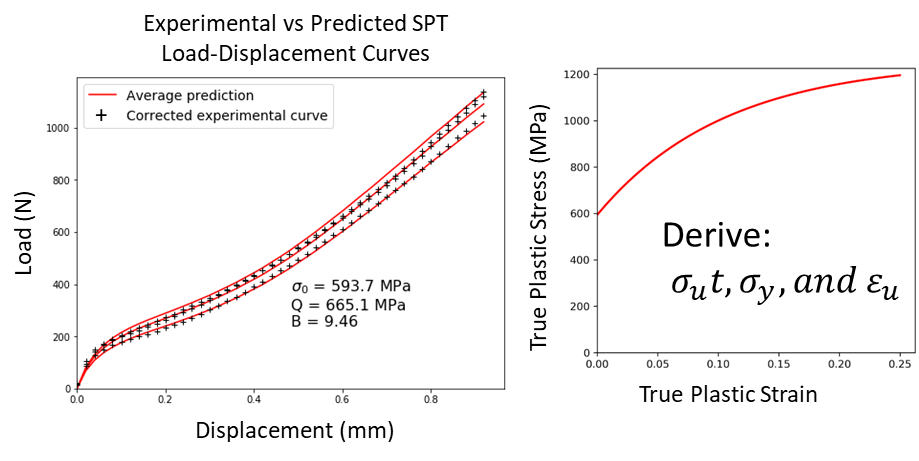 Experimental vs Predicted SPT
Load-Displacement Curves
Average prediction
Corrected experimental curve
Load (N)
1000
800
600
400
200
0
σ0 = 593.7 MPa
Q = 665.1 MPa
B = 9.46
0.0 0.2 0.4 0.6 0.8
Displacement (mm)
True Plastic Stress (MPa)
1200
1000
800
600
400
200
0
Derive:
σut, σy, and εu
0.00 0.05 0.10 0.15 0.20 0.25
True Plastic Strain